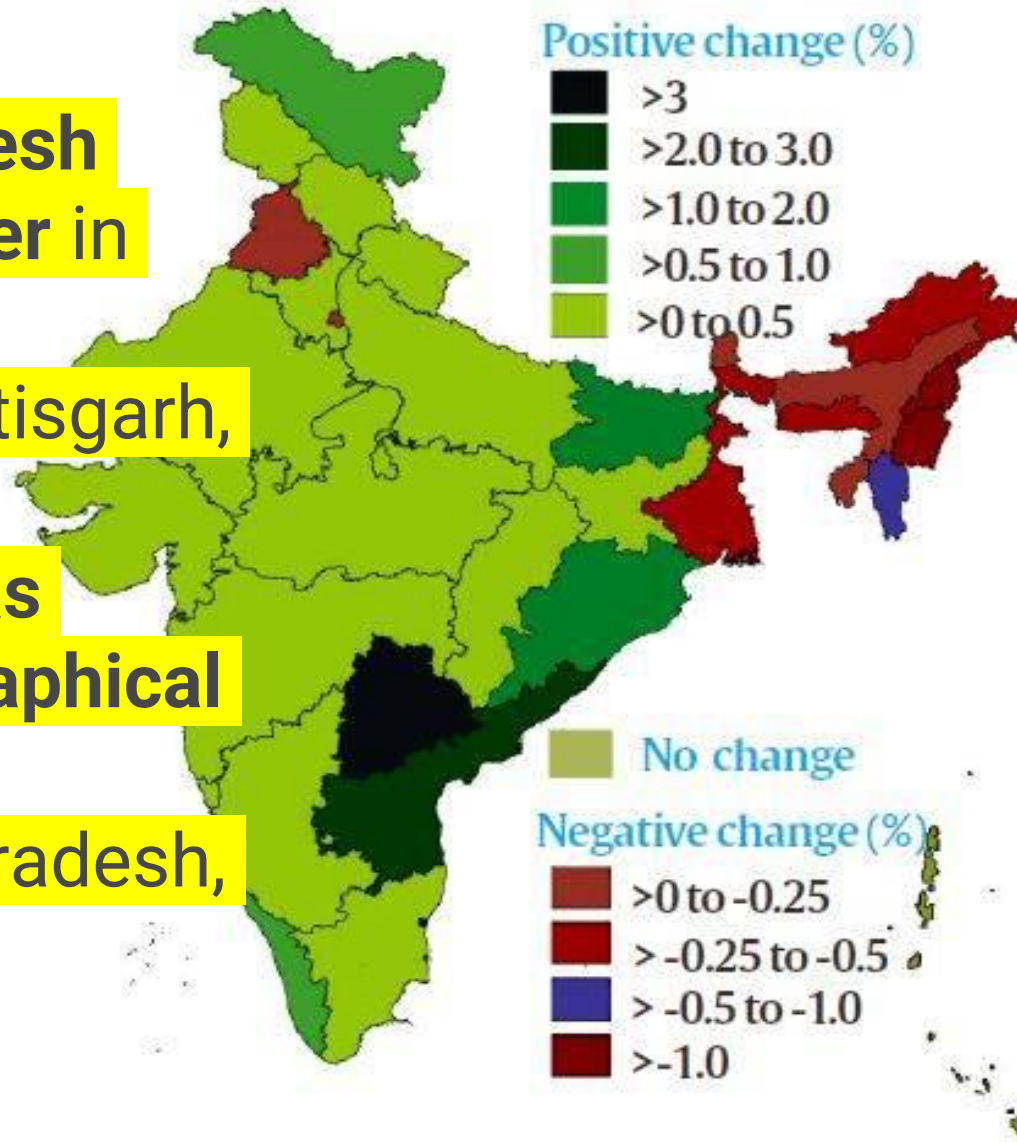 esh
er in
tisgarh,
s
aphical
radesh,
Positive change (%)
>3
>2.0 to 3.0
>1.0 to 2.0
>0.5 to 1.0
>0 to 0.5
No change
Negative change (%)
>0 to -0.25
> -0.25 to -0.5
> -0.5 to -1.0
>-1.0